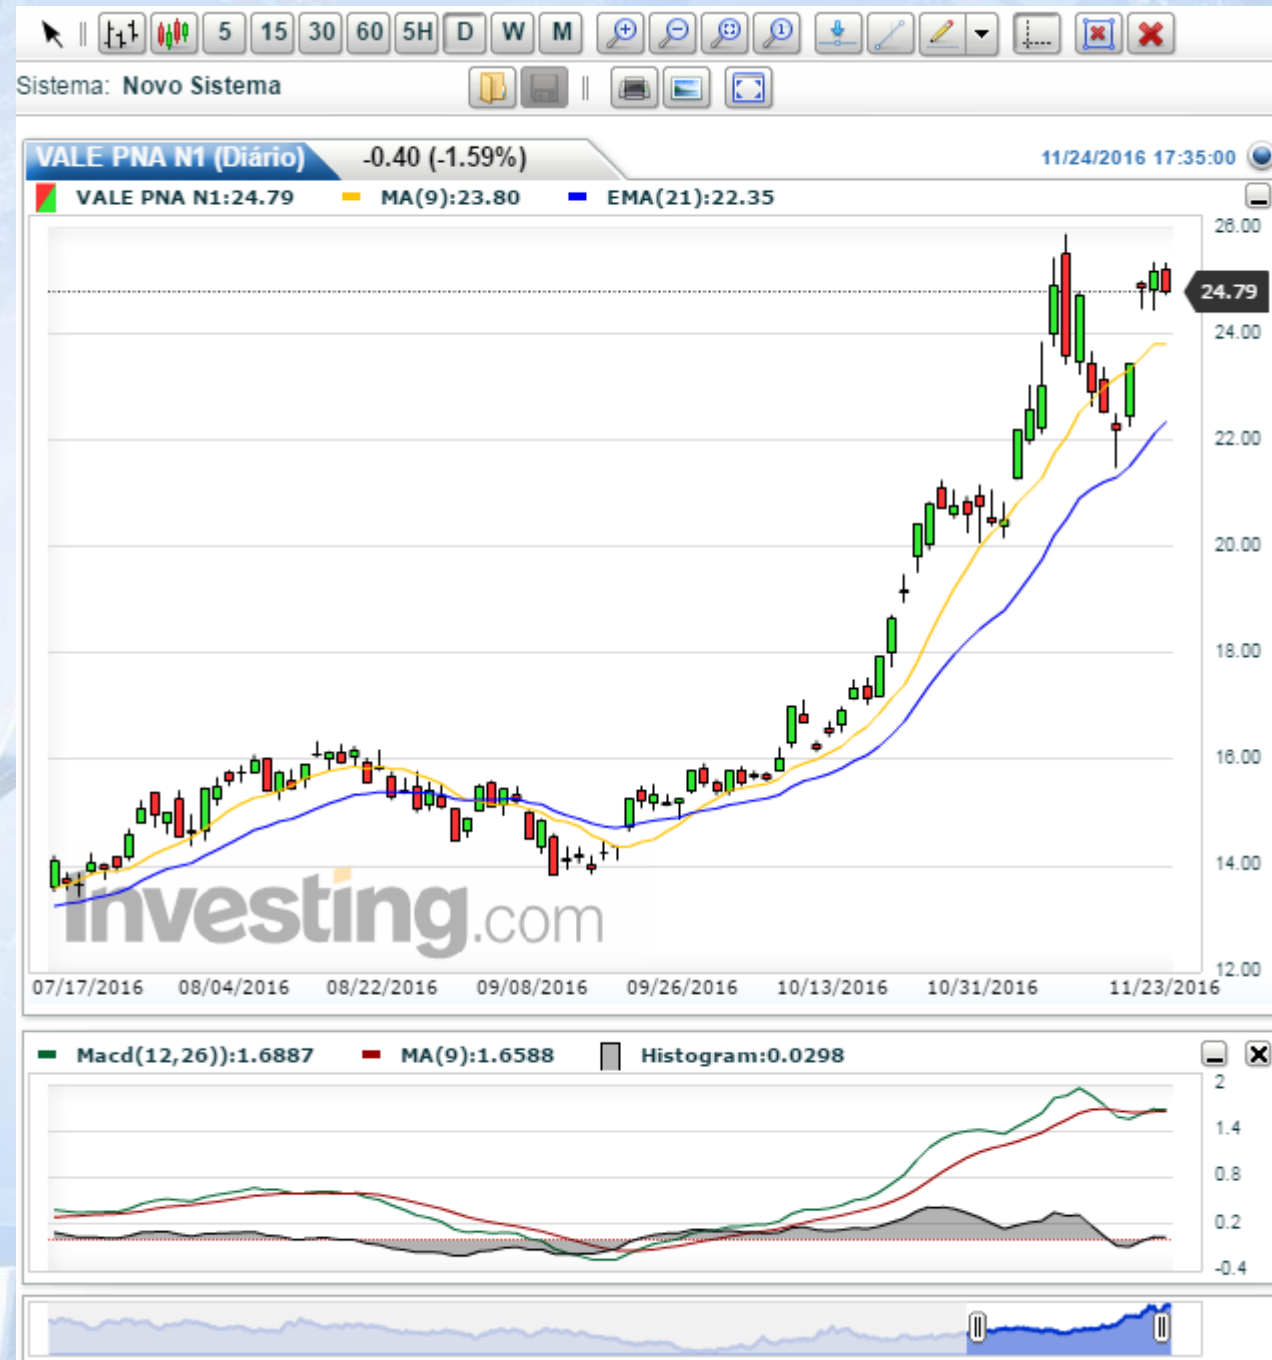 5 15 30 60 5H D W M
Sistema: Novo Sistema
VALE PNA N1 (Diário) -0.40 (-1.59%) 11/24/2016 17:35:00
VALE PNA N1:24.79 MA(9):23.80 EMA(21):22.35
26.00
24.79
24.00
22.00
20.00
18.00
16.00
14.00
Investing.com
12.00
07/17/2016 08/04/2016 08/22/2016 09/08/2016 09/26/2016 10/13/2016 10/31/2016 11/23/2016
Macd(12,26)):1.6887 MA(9):1.6588 Histogram:0.0298
2
1.4
0.8
0.2
-0.4